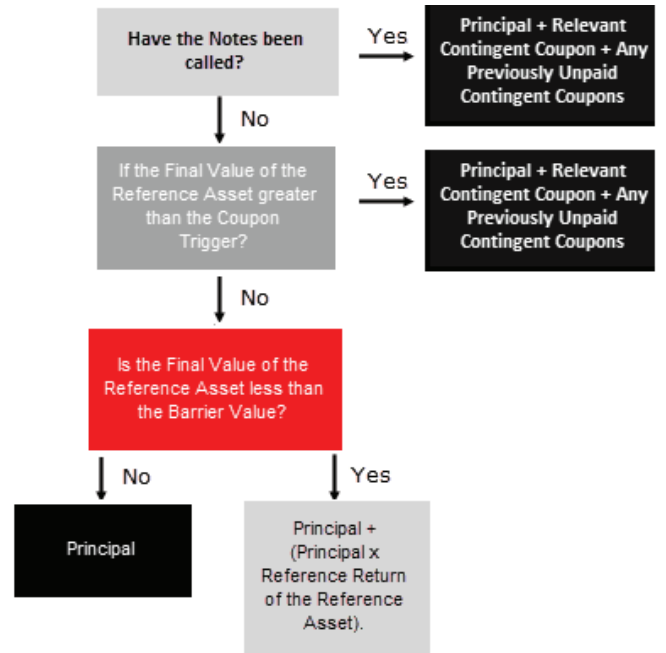 Have the Notes been
called?
Yes
Principal + Relevant
Contingent Coupon + Any
Previously Unpaid
Contingent Coupons
No
If the Final Value of the
Reference Asset greater
than the Coupon
Trigger?
Yes
Principal + Relevant
Contingent Coupon + Any
Previously Unpaid
Contingent Coupons
No
Is the Final Value of the
Reference Asset less than
the Barrier Value?
No
Yes
Principal
Principal +
(Principal x
Reference Return
of the Reference
Asset).